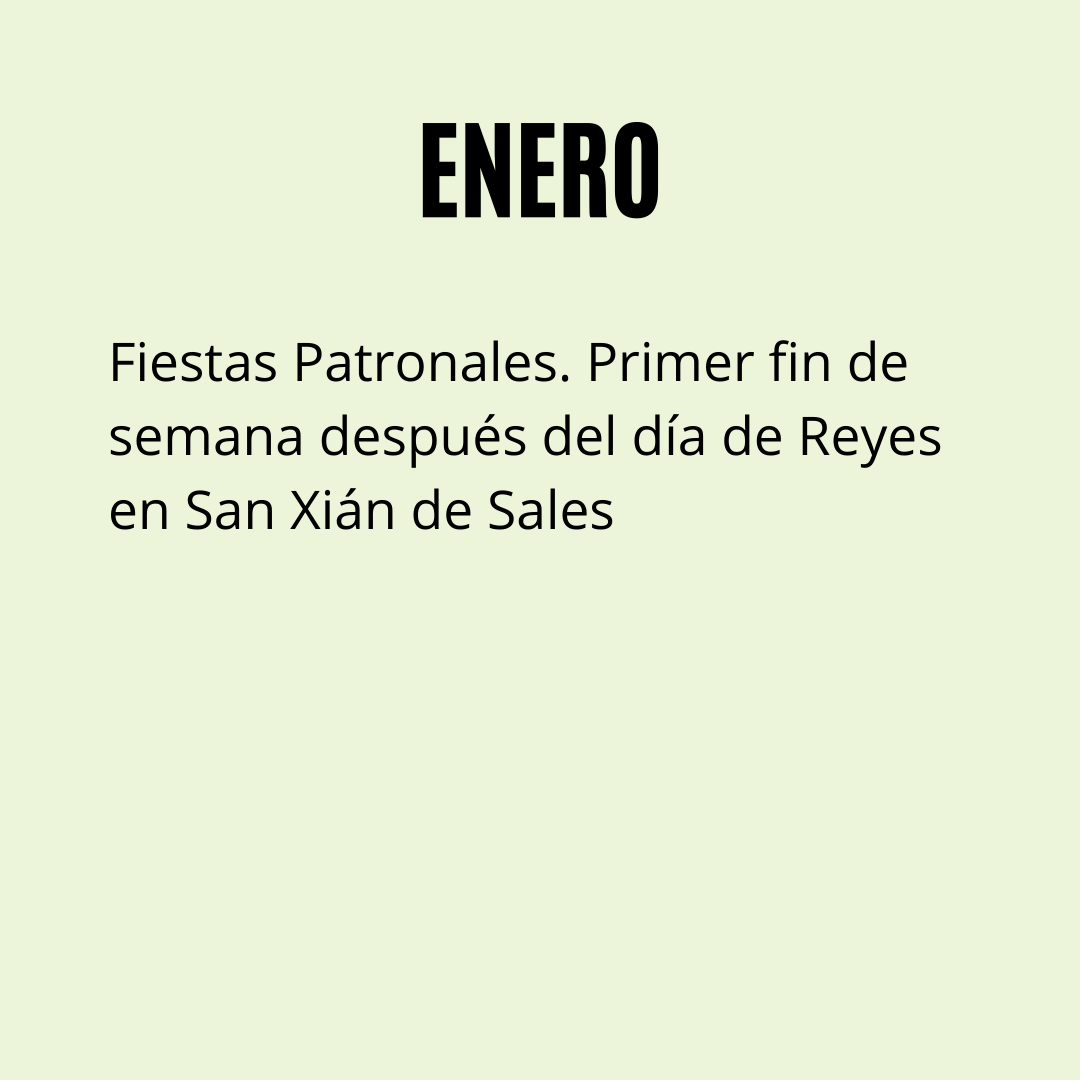 ENERO
Fiestas Patronales. Primer fin de
semana después del día de Reyes
en San Xián de Sales